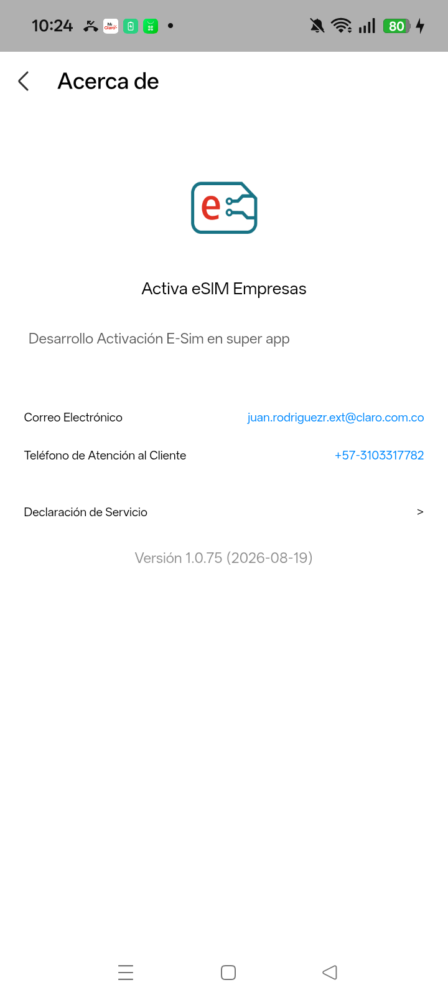 10:24
Mi
Claro
80
Acerca de
e
Activa eSIM Empresas
Desarrollo Activación E-Sim en super app
Correo Electrónico juan.rodriguezr.ext@claro.com.co
Teléfono de Atención al Cliente +57-3103317782
Declaración de Servicio >
Versión 1.0.75 (2026-08-19)